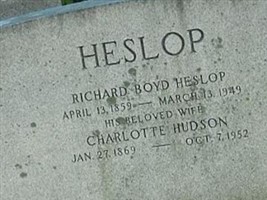 HESLOP
RICHARD BOYD HESLOP
APRIL 13, 1859 — MARCH 13, 1949
HIS BELOVED WIFE
CHARLOTTE HUDSON
JAN. 27, 1869 — OCT. 7, 1952